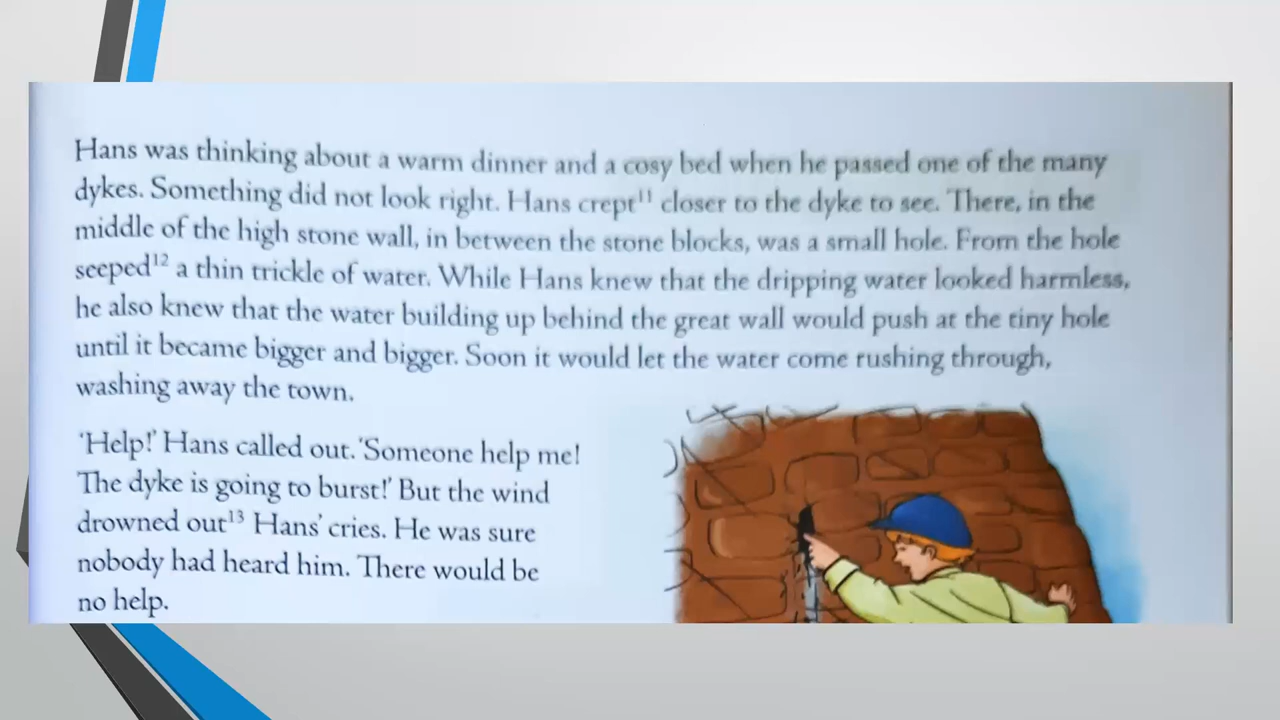 Hans was thinking about a warm dinner and a cosy bed when he passed one of the many
dykes. Something did not look right. Hans crept¹¹ closer to the dyke to see. There, in the
middle of the high stone wall, in between the stone blocks, was a small hole. From the hole
seeped¹² a thin trickle of water. While Hans knew that the dripping water looked harmless,
he also knew that the water building up behind the great wall would push at the tiny hole
until it became bigger and bigger. Soon it would let the water come rushing through,
washing away the town.
‘Help!’ Hans called out. ‘Someone help me!
The dyke is going to burst!’ But the wind
drowned out¹³ Hans’ cries. He was sure
nobody had heard him. There would be
no help.